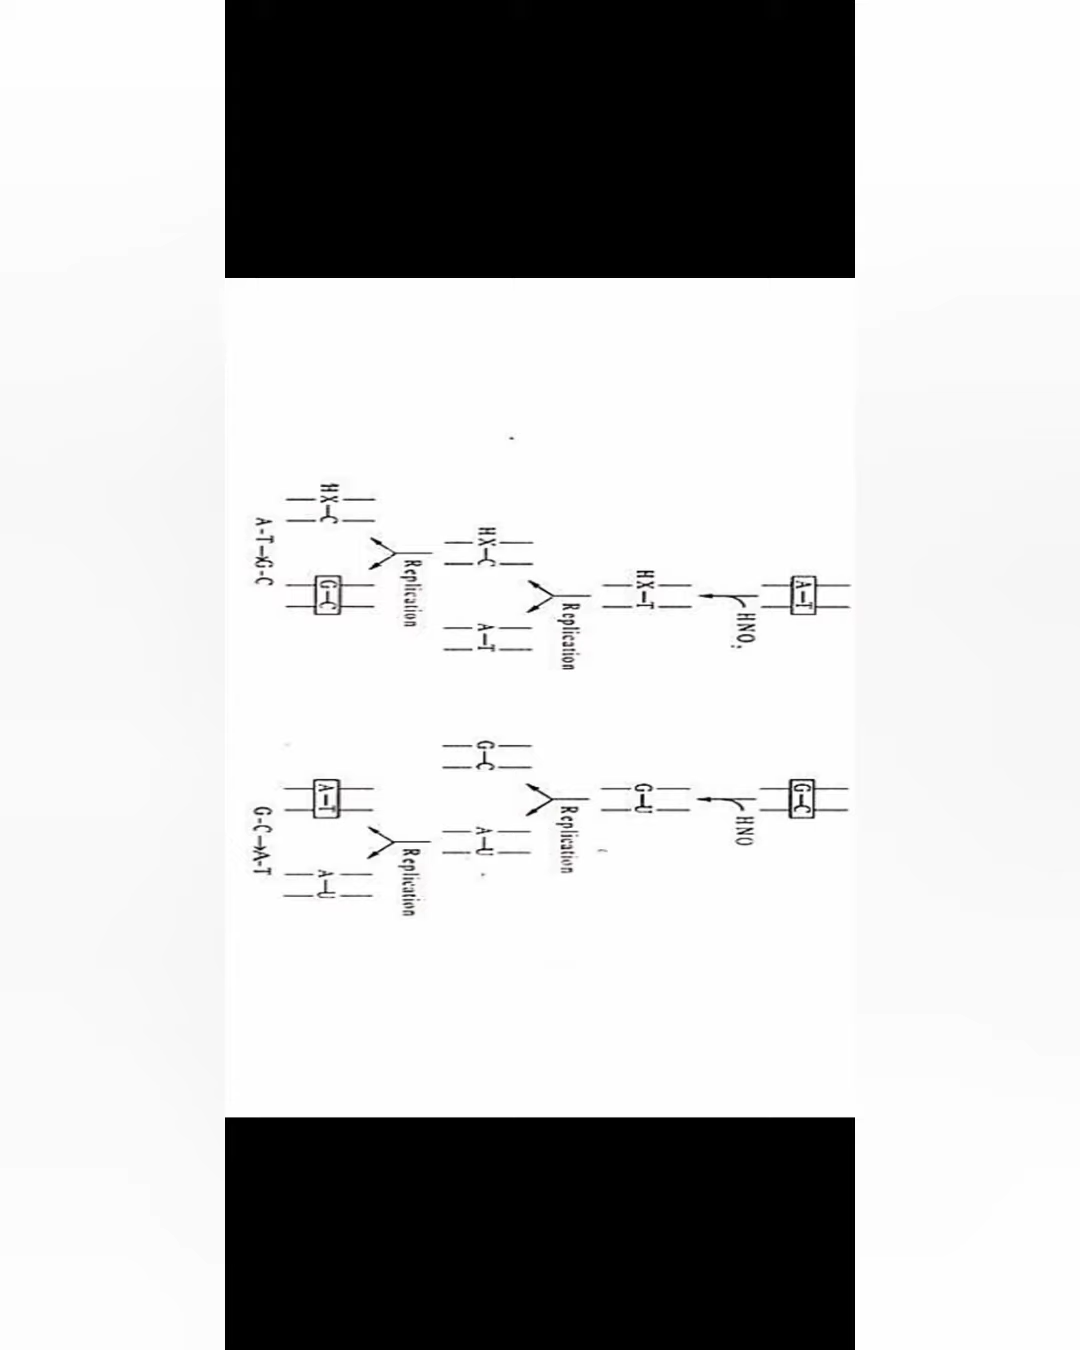 A-T G-C
HNO2 HNO
HX-T G-U
Replication Replication
HX-C A-T G-C A-U
Replication Replication
HX-C G-C A-T A-U
A-T→G-C G-C→A-T